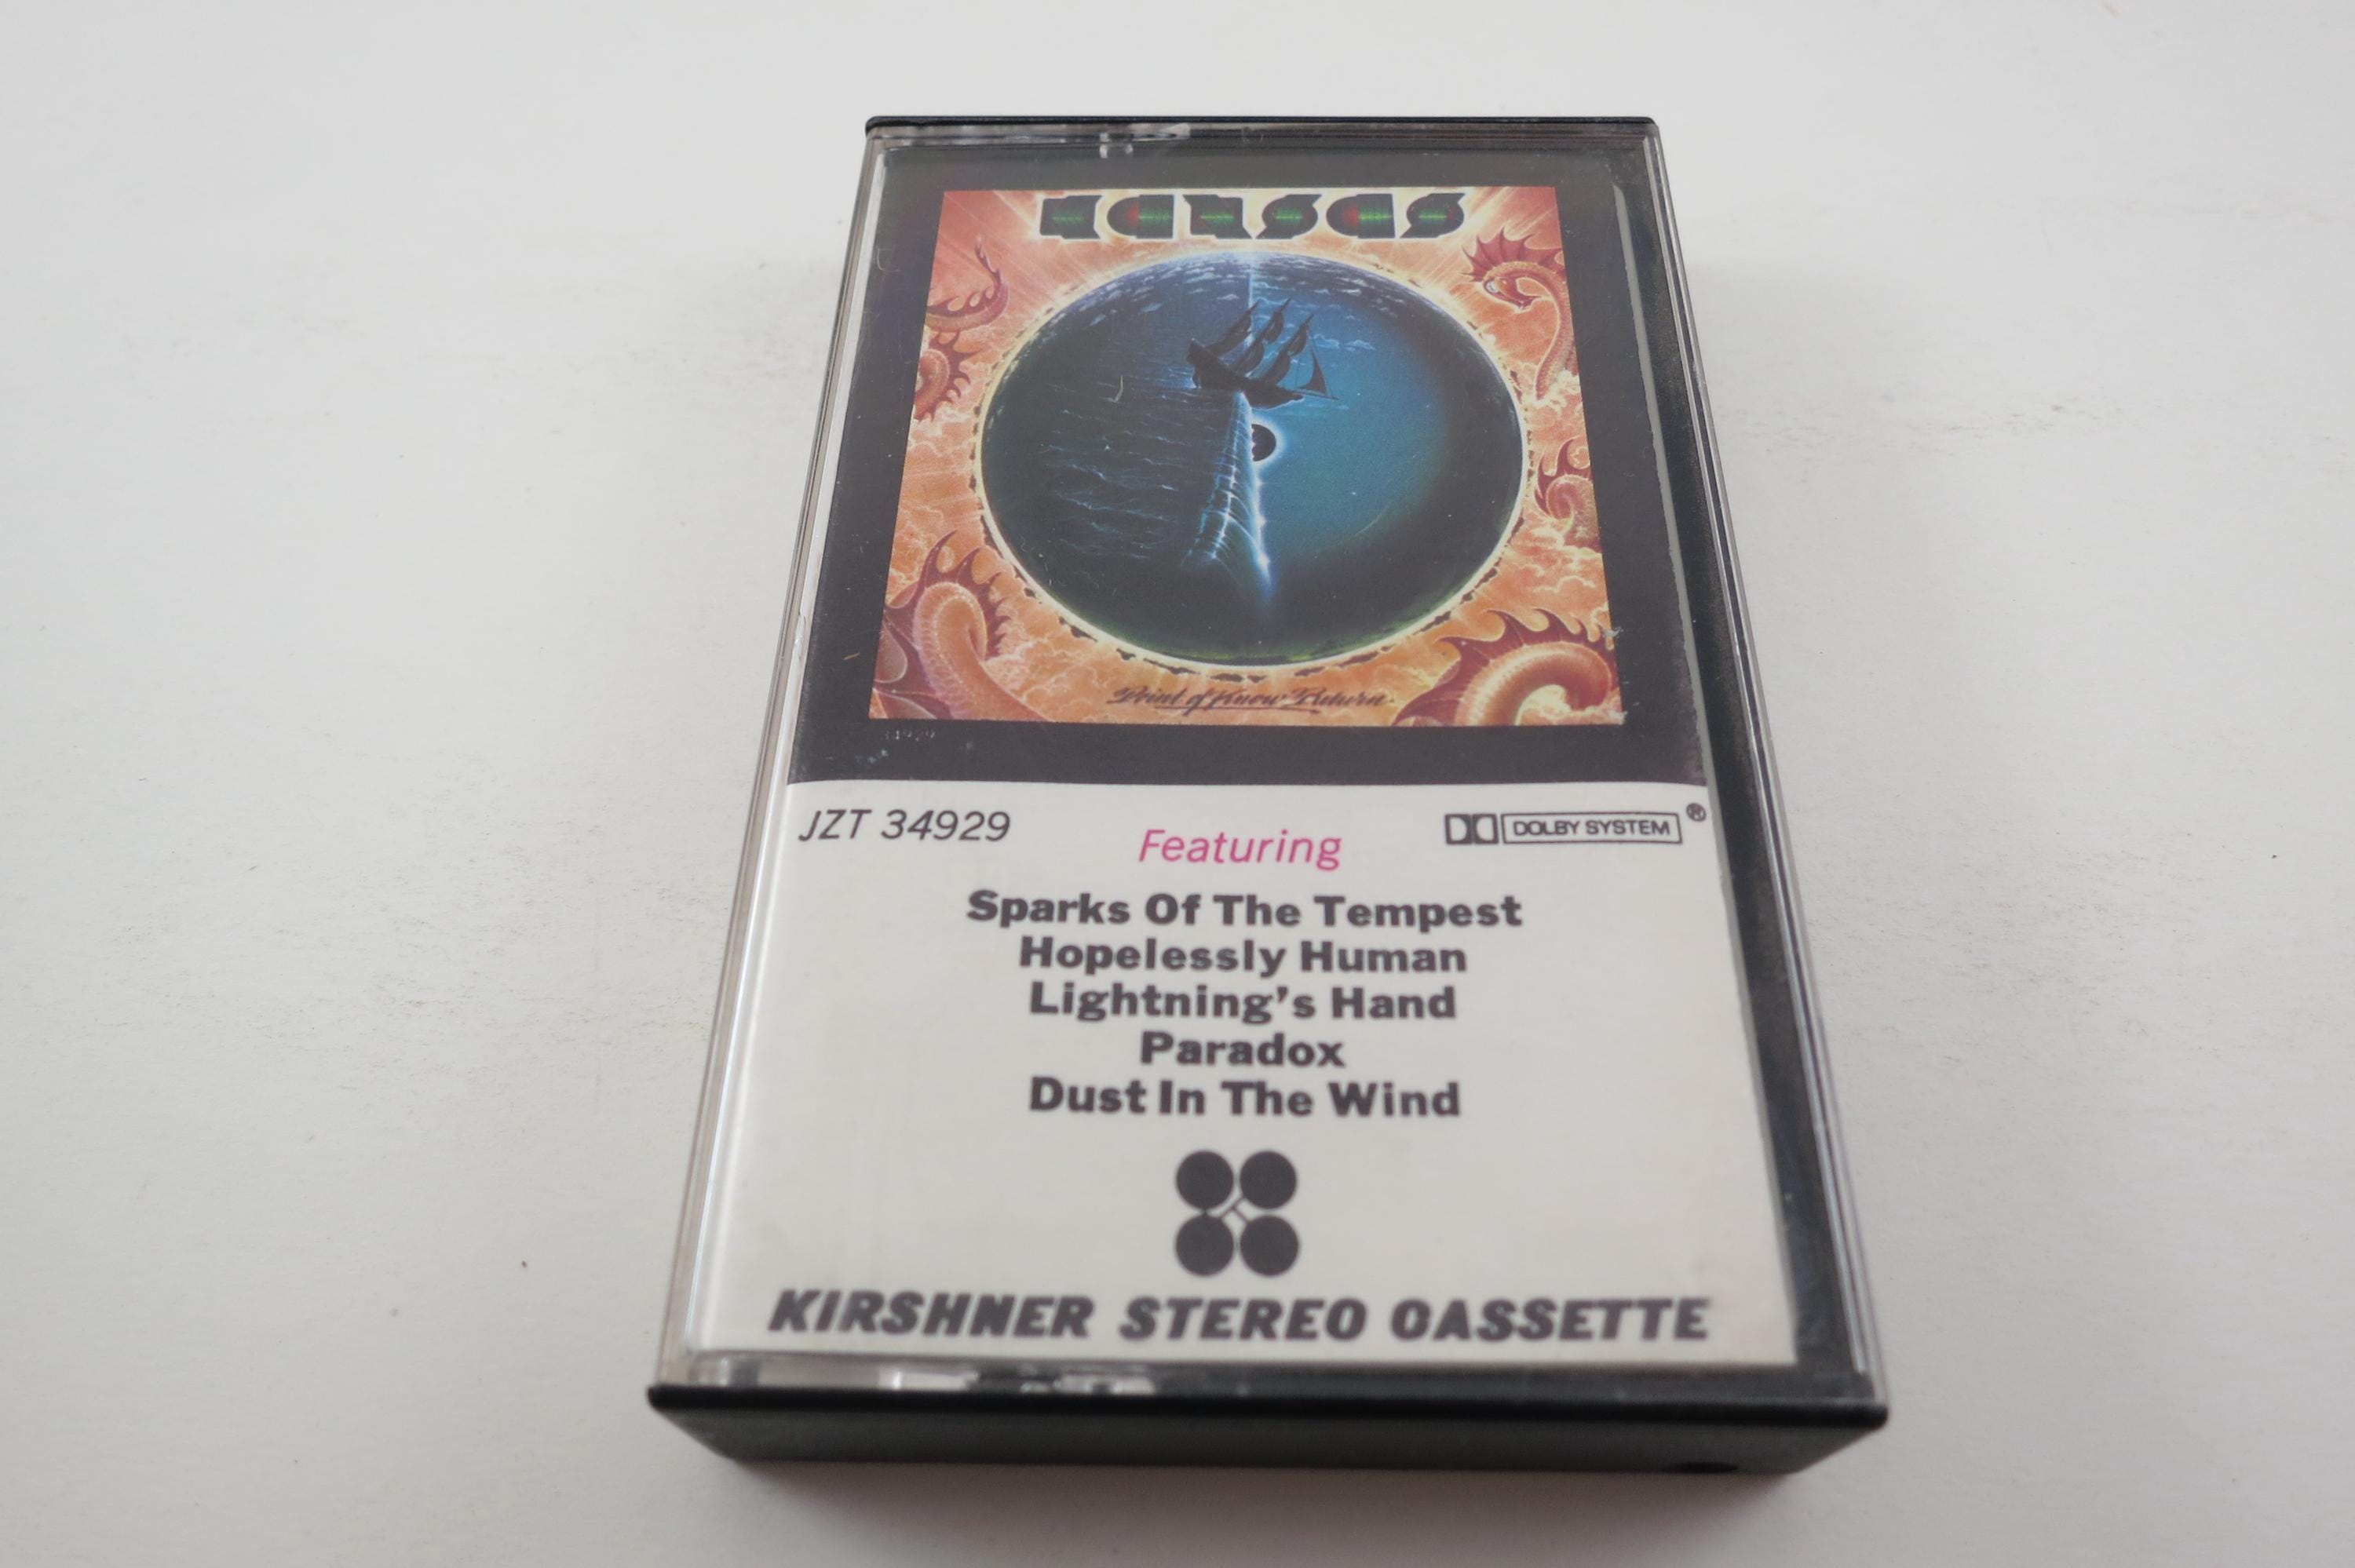 KANSAS
Point of Know Return
34929
JZT 34929
DOLBY SYSTEM ®
Featuring
Sparks Of The Tempest
Hopelessly Human
Lightning's Hand
Paradox
Dust In The Wind
KIRSHNER STEREO CASSETTE